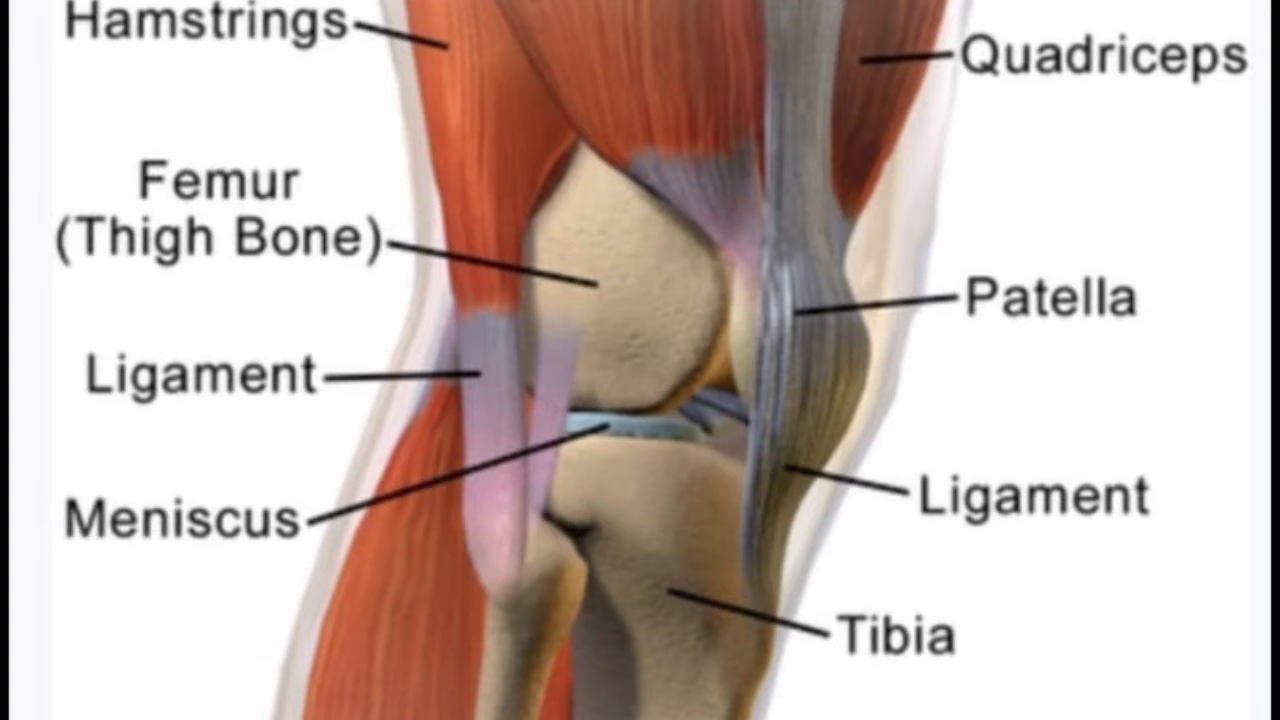 Hamstrings
Quadriceps
Femur
(Thigh Bone)
Patella
Ligament
Ligament
Meniscus
Tibia